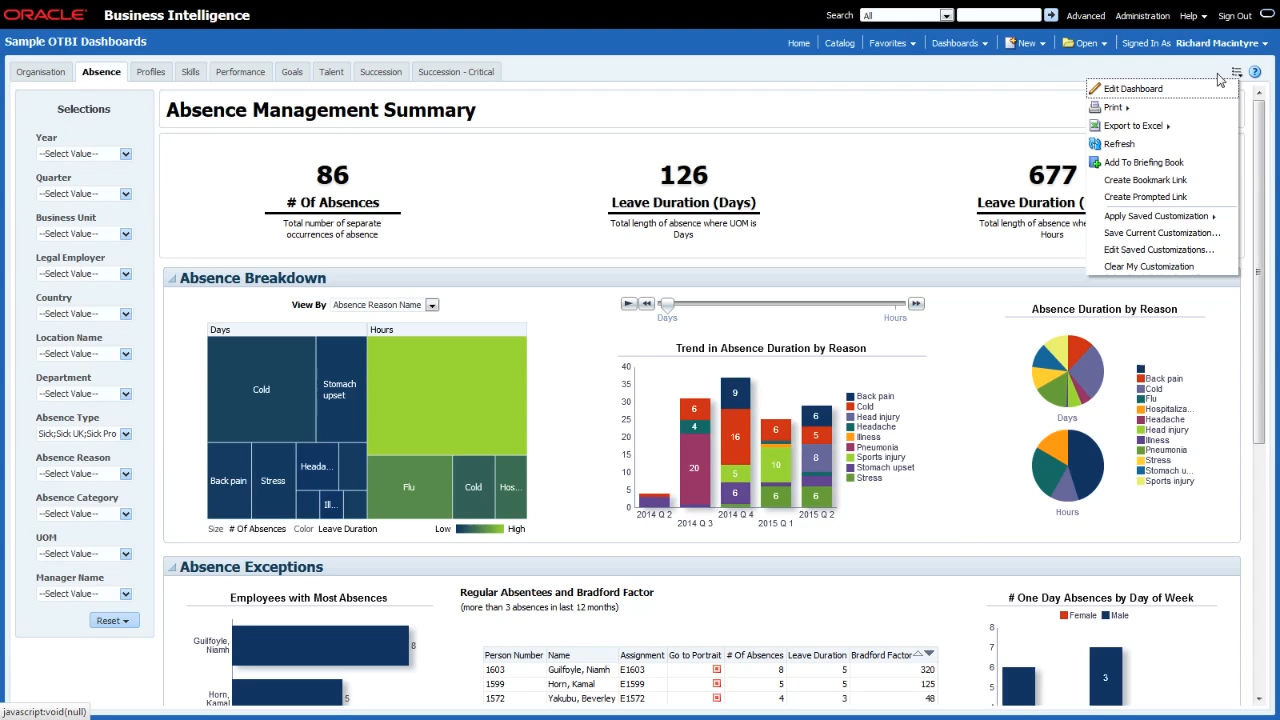 ORACLE Business Intelligence
Search All Advanced Administration Help Sign Out
Sample OTBI Dashboards
Home Catalog Favorites Dashboards New Open Signed In As Richard Macintyre
Organisation Absence Profiles Skills Performance Goals Talent Succession Succession - Critical
Edit Dashboard
Print
Export to Excel
Refresh
Add To Briefing Book
Create Bookmark Link
Create Prompted Link
Apply Saved Customization
Save Current Customization...
Edit Saved Customizations...
Clear My Customization
Selections
Year
--Select Value--
Quarter
--Select Value--
Business Unit
--Select Value--
Legal Employer
--Select Value--
Country
--Select Value--
Location Name
--Select Value--
Department
--Select Value--
Absence Type
Sick;Sick UK;Sick Pro
Absence Reason
--Select Value--
Absence Category
--Select Value--
UOM
--Select Value--
Manager Name
--Select Value--
Reset
Absence Management Summary
86
# Of Absences
Total number of separate
occurrences of absence
126
Leave Duration (Days)
Total length of absence where UOM is
Days
677
Leave Duration (
Total length of absence whe
Hours
Absence Breakdown
View By Absence Reason Name
Days Hours
Cold
Stomach
upset
Back pain
Stress
Heada...
Ill...
Flu
Cold
Hos...
Size # Of Absences Color Leave Duration Low High
Days Hours
Trend in Absence Duration by Reason
40
35
30
25
20
15
10
5
0
6
4
20
9
16
5
6
6
10
6
6
5
8
6
2014 Q 2
2014 Q 3
2014 Q 4
2015 Q 1
2015 Q 2
Back pain
Cold
Head injury
Headache
Illness
Pneumonia
Sports injury
Stomach upset
Stress
Absence Duration by Reason
Days
Hours
Back pain
Cold
Flu
Hospitaliza...
Headache
Head injury
Illness
Pneumonia
Stress
Stomach u...
Sports injury
Absence Exceptions
Employees with Most Absences
Guilfoyle,
Niamh
8
Horn,
Kamal
5
Regular Absentees and Bradford Factor
(more than 3 absences in last 12 months)
Person Number Name Assignment Go to Portrait # Of Absences Leave Duration Bradford Factor
1603 Guilfoyle, Niamh E1603 8 5 320
1599 Horn, Kamal E1599 5 5 125
1572 Yakubu, Beverley E1572 4 3 48
# One Day Absences by Day of Week
Female Male
8
7
6
5
3
javascript:void(null)